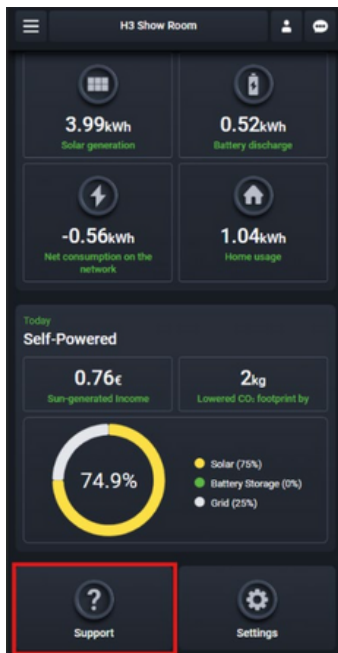 H3 Show Room
3.99kWh
Solar generation
0.52kWh
Battery discharge
-0.56kWh
Net consumption on the
network
1.04kWh
Home usage
Today
Self-Powered
0.76€
Sun-generated Income
2kg
Lowered CO₂ footprint by
74.9%
Solar (75%)
Battery Storage (0%)
Grid (25%)
?
Support
Settings